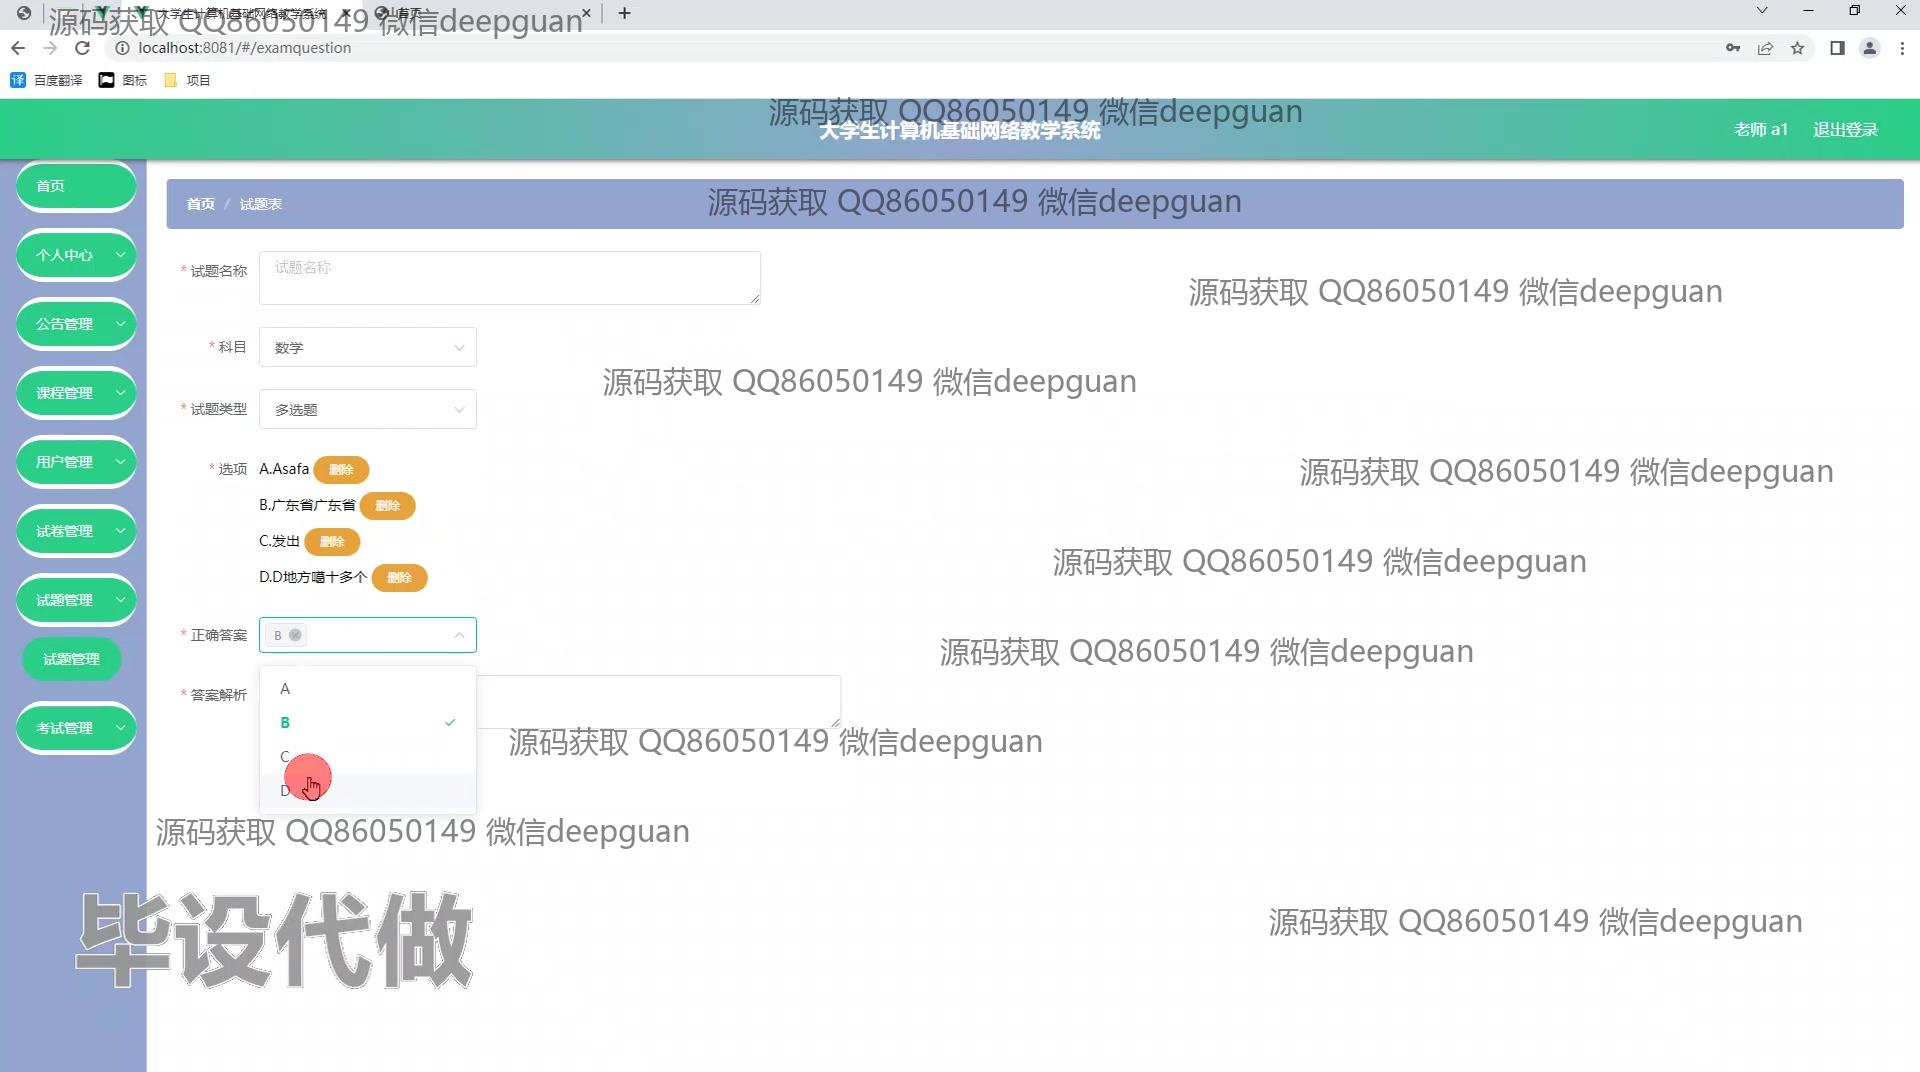 大学生计算机基础网络教学系统
源码获取 QQ86050149 微信deepguan
localhost:8081/#/examquestion
百度翻译 图标 项目
源码获取 QQ86050149 微信deepguan
大学生计算机基础网络教学系统
老师 a1 退出登录
首页
首页 / 试题表
源码获取 QQ86050149 微信deepguan
个人中心
* 试题名称 试题名称
源码获取 QQ86050149 微信deepguan
公告管理
* 科目 数学
源码获取 QQ86050149 微信deepguan
课程管理
* 试题类型 多选题
用户管理
* 选项 A.Asafa 删除
源码获取 QQ86050149 微信deepguan
B.广东省广东省 删除
试卷管理
C.发出 删除
源码获取 QQ86050149 微信deepguan
D.D地方喵十多个 删除
试题管理
* 正确答案 B
源码获取 QQ86050149 微信deepguan
试题管理
A
* 答案解析
B
考试管理
源码获取 QQ86050149 微信deepguan
C
D
源码获取 QQ86050149 微信deepguan
毕设代做
源码获取 QQ86050149 微信deepguan